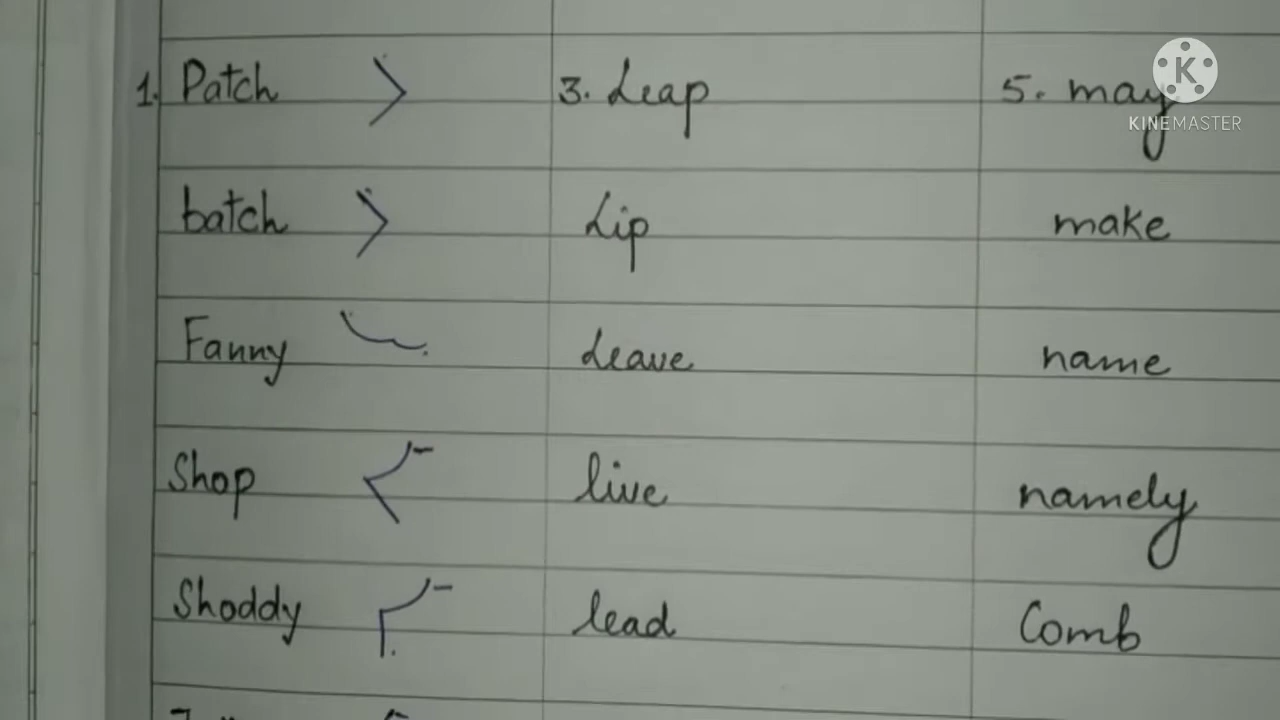 1. Patch
batch
Fanny
Shop
Shoddy
3. Leap
Lip
Leave
live
lead
5. may
make
name
namely
Comb
K
KINEMASTER